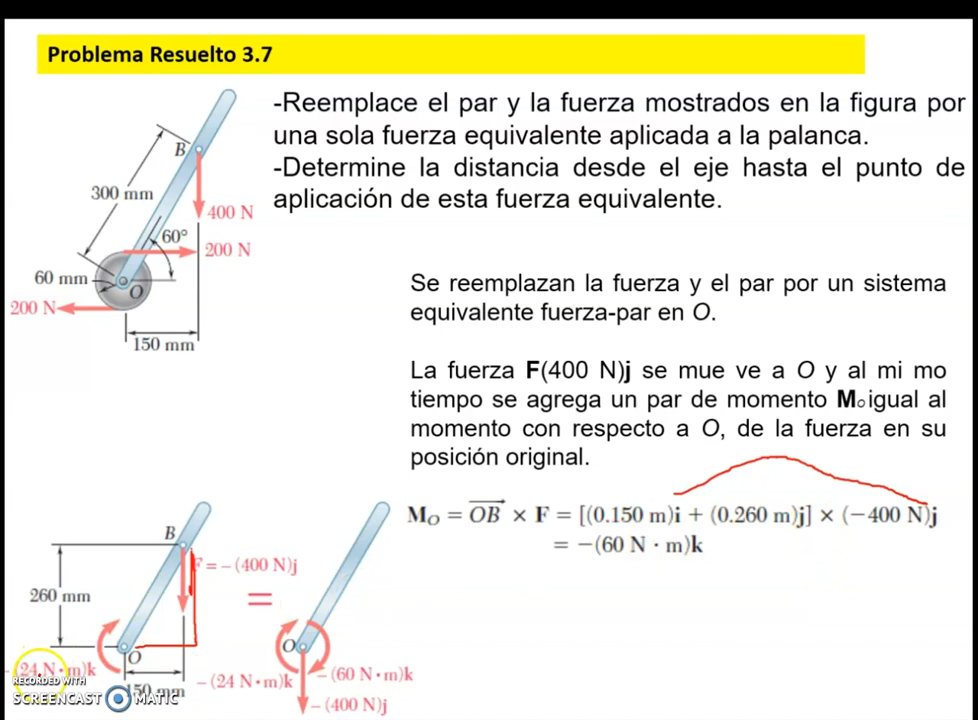 Problema Resuelto 3.7
-Reemplace el par y la fuerza mostrados en la figura por
una sola fuerza equivalente aplicada a la palanca.
-Determine la distancia desde el eje hasta el punto de
aplicación de esta fuerza equivalente.
B
300 mm
400 N
60°
200 N
60 mm
O
200 N
150 mm
Se reemplazan la fuerza y el par por un sistema
equivalente fuerza-par en O.
La fuerza F(400 N)j se mue ve a O y al mi mo
tiempo se agrega un par de momento Mo igual al
momento con respecto a O, de la fuerza en su
posición original.
M_O = \overrightarrow{OB} × F = [(0.150 m)i + (0.260 m)j] × (−400 N)j
= −(60 N · m)k
B
F = − (400 N)j
260 mm
=
O
O
(24 N · m)k
150 mm
− (24 N · m)k
− (60 N · m)k
− (400 N)j
RECORDED WITH
SCREENCAST MATIC